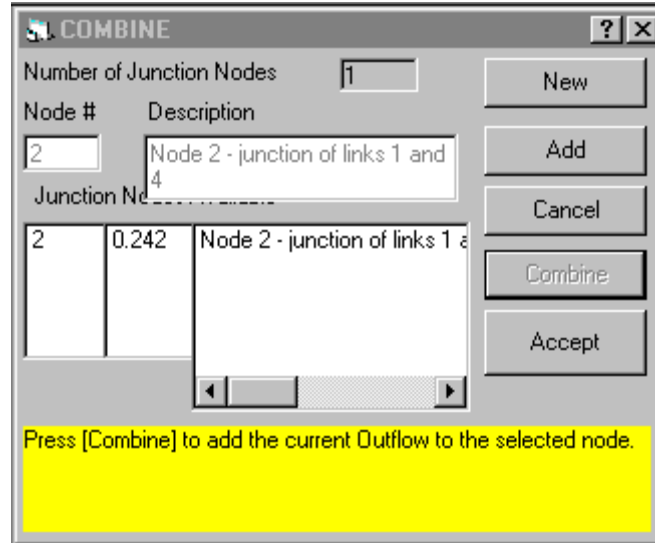 COMBINE
Number of Junction Nodes 1 New
Node # Description
2 Node 2 - junction of links 1 and Add
4
Junction Cancel
2 0.242 Node 2 - junction of links 1
Combine
Accept
Press [Combine] to add the current Outflow to the selected node.